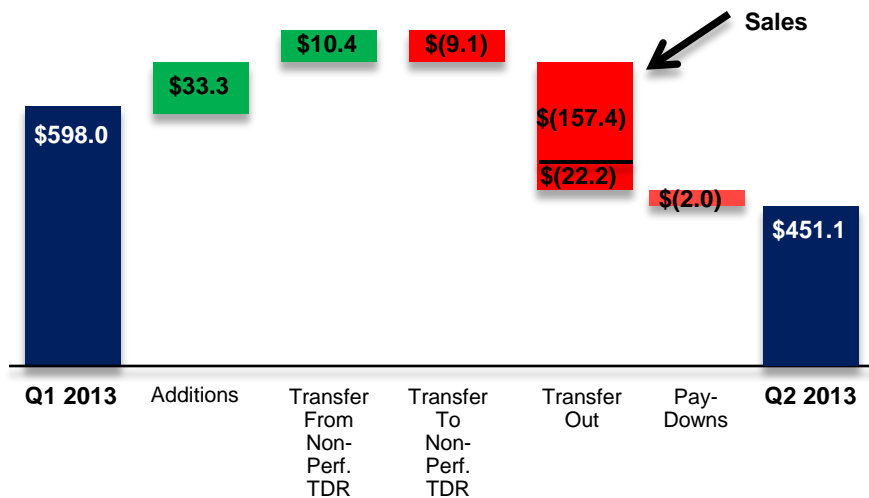 Sales
$598.0
$33.3
$10.4
$(9.1)
$(157.4)
$(22.2)
$(2.0)
$451.1
Q1 2013
Additions
Transfer
From
Non-
Perf.
TDR
Transfer
To
Non-
Perf.
TDR
Transfer
Out
Pay-
Downs
Q2 2013